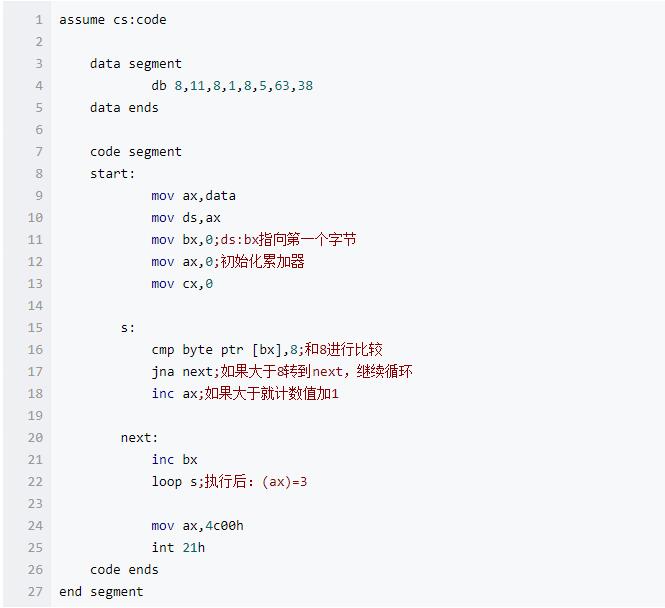 1 assume cs:code
2
3 data segment
4 db 8,11,8,1,8,5,63,38
5 data ends
6
7 code segment
8 start:
9 mov ax,data
10 mov ds,ax
11 mov bx,0;ds:bx指向第一个字节
12 mov ax,0;初始化累加器
13 mov cx,0
14
15 s:
16 cmp byte ptr [bx],8;和8进行比较
17 jna next;如果大于8转到next，继续循环
18 inc ax;如果大于就计数值加1
19
20 next:
21 inc bx
22 loop s;执行后：(ax)=3
23
24 mov ax,4c00h
25 int 21h
26 code ends
27 end segment